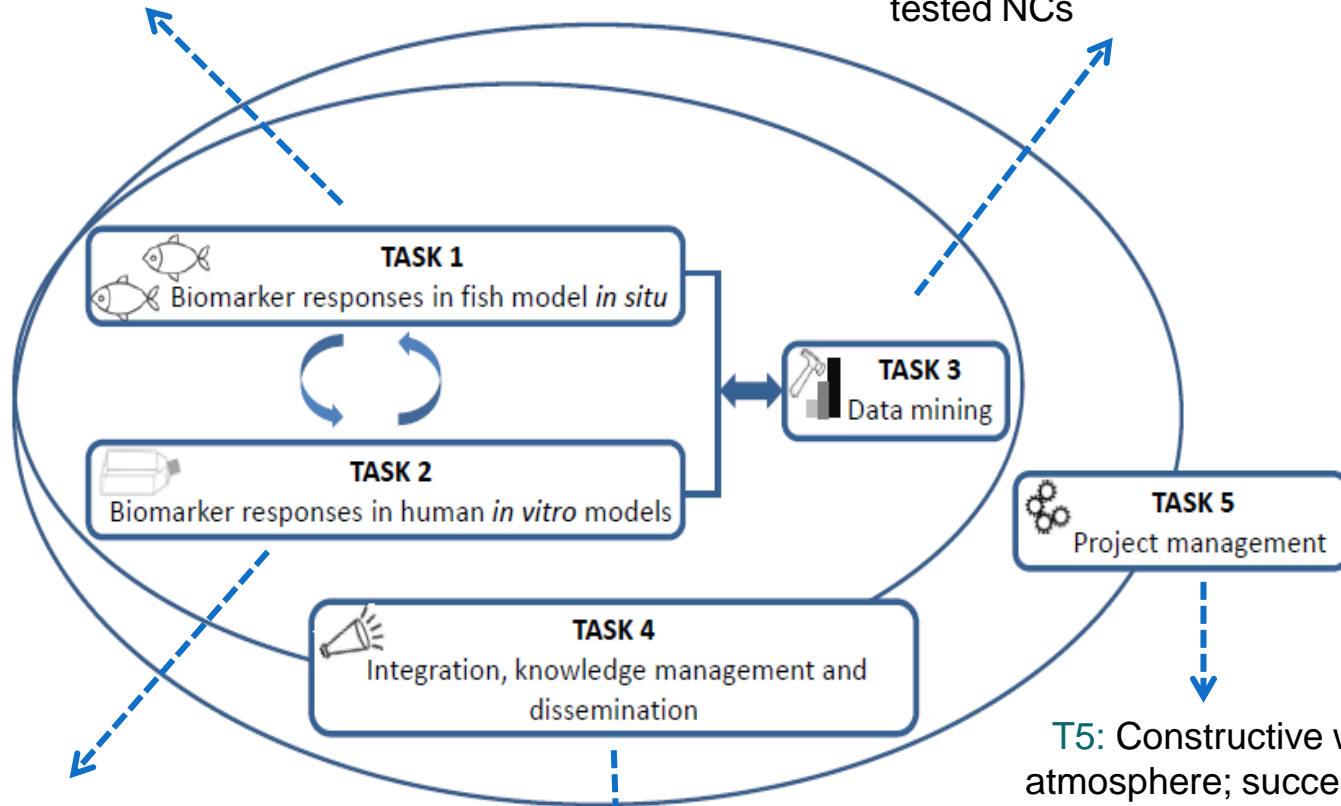 tested NCs
TASK 1
Biomarker responses in fish model in situ
TASK 3
Data mining
TASK 2
Biomarker responses in human in vitro models
TASK 5
Project management
TASK 4
Integration, knowledge management and
dissemination
T5: Constructive
atmosphere;